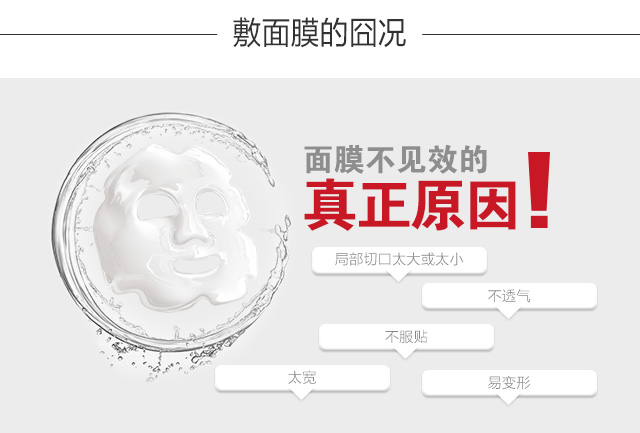 敷面膜的囧况
面膜不见效的
真正原因!
局部切口太大或太小
不透气
不服贴
太宽
易变形